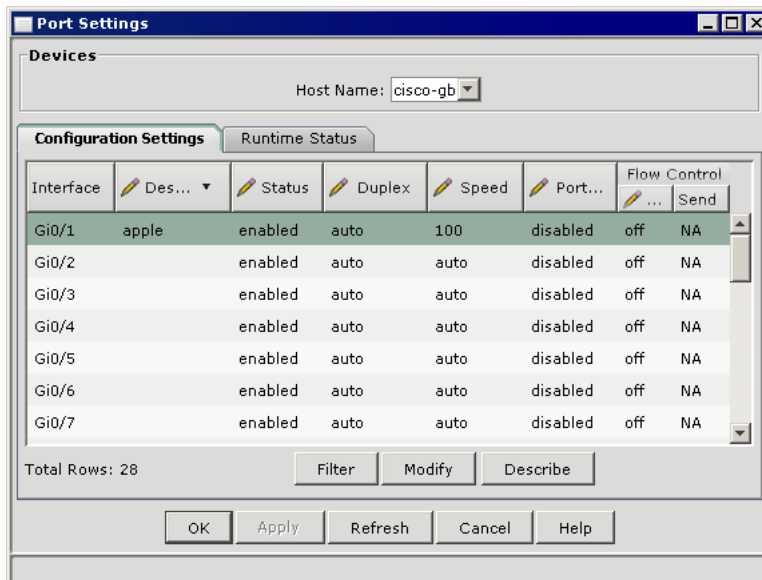 Port Settings
Devices
Host Name: cisco-gb
Configuration Settings Runtime Status
Flow Control
Interface Des... Status Duplex Speed Port... ... Send
Gi0/1 apple enabled auto 100 disabled off NA
Gi0/2 enabled auto auto disabled off NA
Gi0/3 enabled auto auto disabled off NA
Gi0/4 enabled auto auto disabled off NA
Gi0/5 enabled auto auto disabled off NA
Gi0/6 enabled auto auto disabled off NA
Gi0/7 enabled auto auto disabled off NA
Total Rows: 28 Filter Modify Describe
OK Apply Refresh Cancel Help